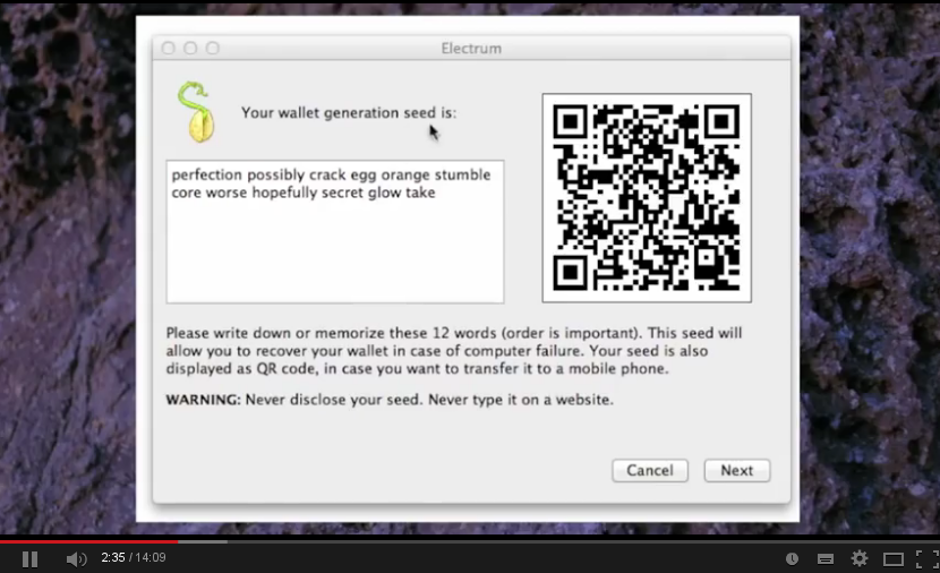 Electrum
Your wallet generation seed is:
perfection possibly crack egg orange stumble
core worse hopefully secret glow take
Please write down or memorize these 12 words (order is important). This seed will
allow you to recover your wallet in case of computer failure. Your seed is also
displayed as QR code, in case you want to transfer it to a mobile phone.
WARNING: Never disclose your seed. Never type it on a website.
Cancel
Next
2:35 / 14:09